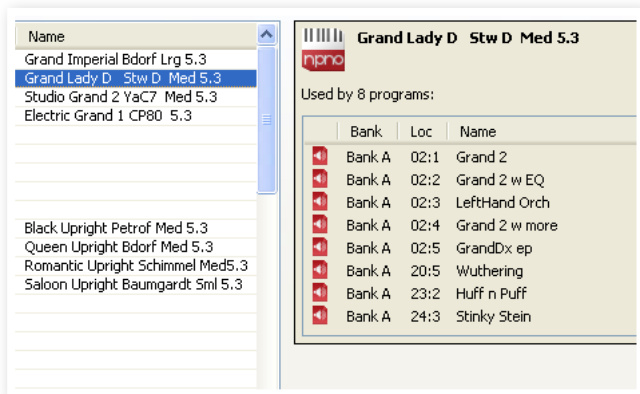 Name
Grand Imperial Bdorf Lrg 5.3
Grand Lady D Stw D Med 5.3
Studio Grand 2 YaC7 Med 5.3
Electric Grand 1 CP80 5.3
Black Upright Petrof Med 5.3
Queen Upright Bdorf Med 5.3
Romantic Upright Schimmel Med5.3
Saloon Upright Baumgardt Sml 5.3
npno
Grand Lady D Stw D Med 5.3
Used by 8 programs:
Bank Loc Name
Bank A 02:1 Grand 2
Bank A 02:2 Grand 2 w EQ
Bank A 02:3 LeftHand Orch
Bank A 02:4 Grand 2 w more
Bank A 02:5 GrandDx ep
Bank A 20:5 Wuthering
Bank A 23:2 Huff n Puff
Bank A 24:3 Stinky Stein